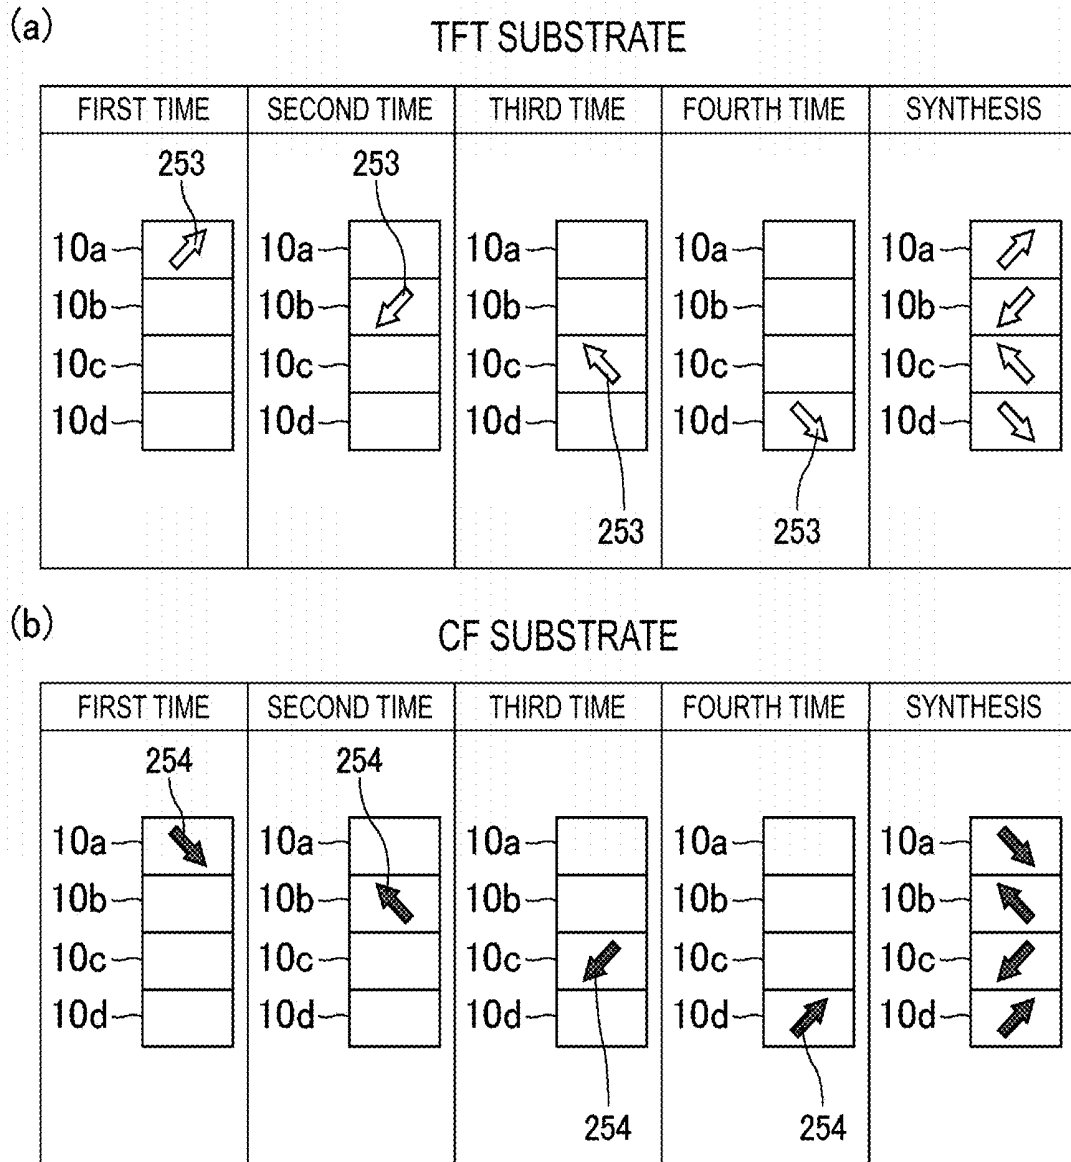 (a)
TFT SUBSTRATE
FIRST TIME SECOND TIME THIRD TIME FOURTH TIME SYNTHESIS
253 253
10a 10a 10a 10a 10a
10b 10b 10b 10b 10b
10c 10c 10c 10c 10c
10d 10d 10d 10d 10d
253 253
(b)
CF SUBSTRATE
FIRST TIME SECOND TIME THIRD TIME FOURTH TIME SYNTHESIS
254 254
10a 10a 10a 10a 10a
10b 10b 10b 10b 10b
10c 10c 10c 10c 10c
10d 10d 10d 10d 10d
254 254